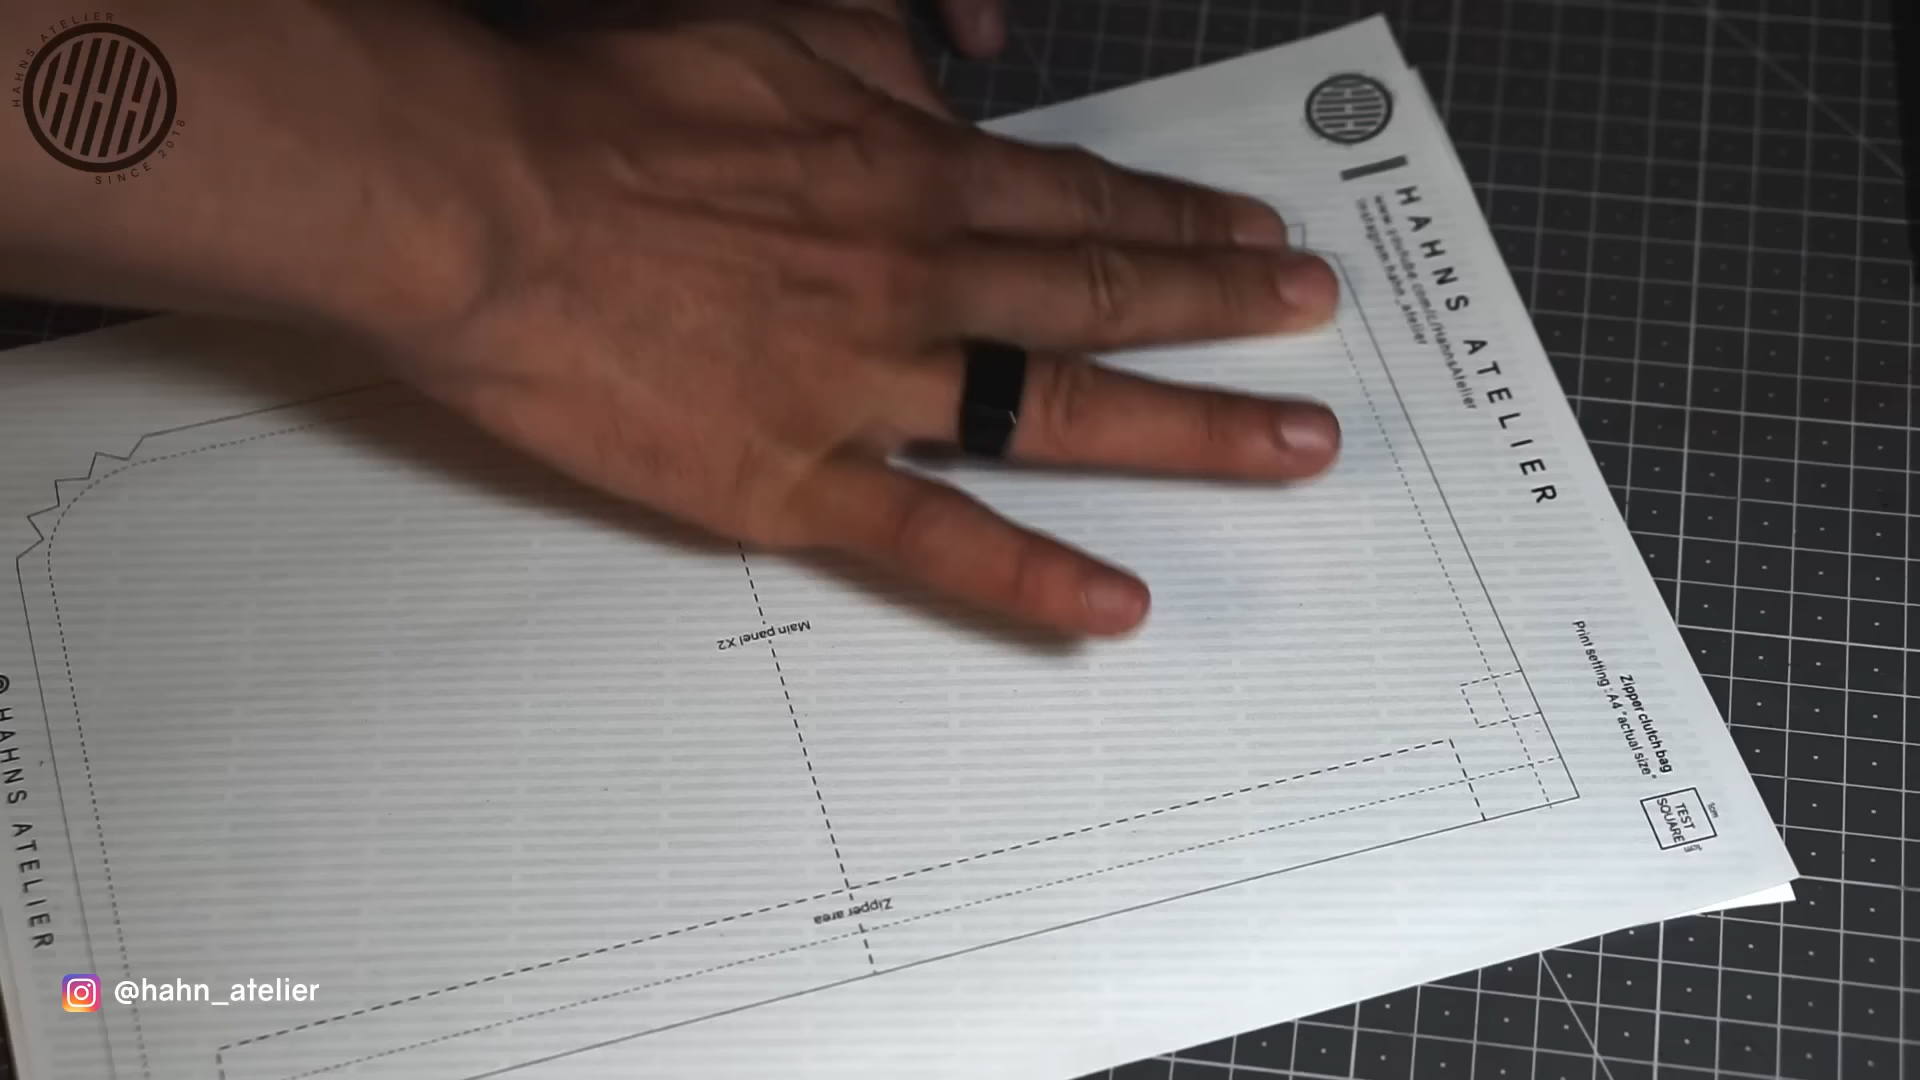 HAHNS ATELIER
SINCE 2018
HAHNS ATELIER
www.youtube.com/c/HahnsAtelier
instagram:hahn_atelier
Zipper clutch bag
Print setting : A4 "actual size"
TEST
SQUARE
1cm
Main panel X2
Zipper area
HAHNS ATELIER
@hahn_atelier